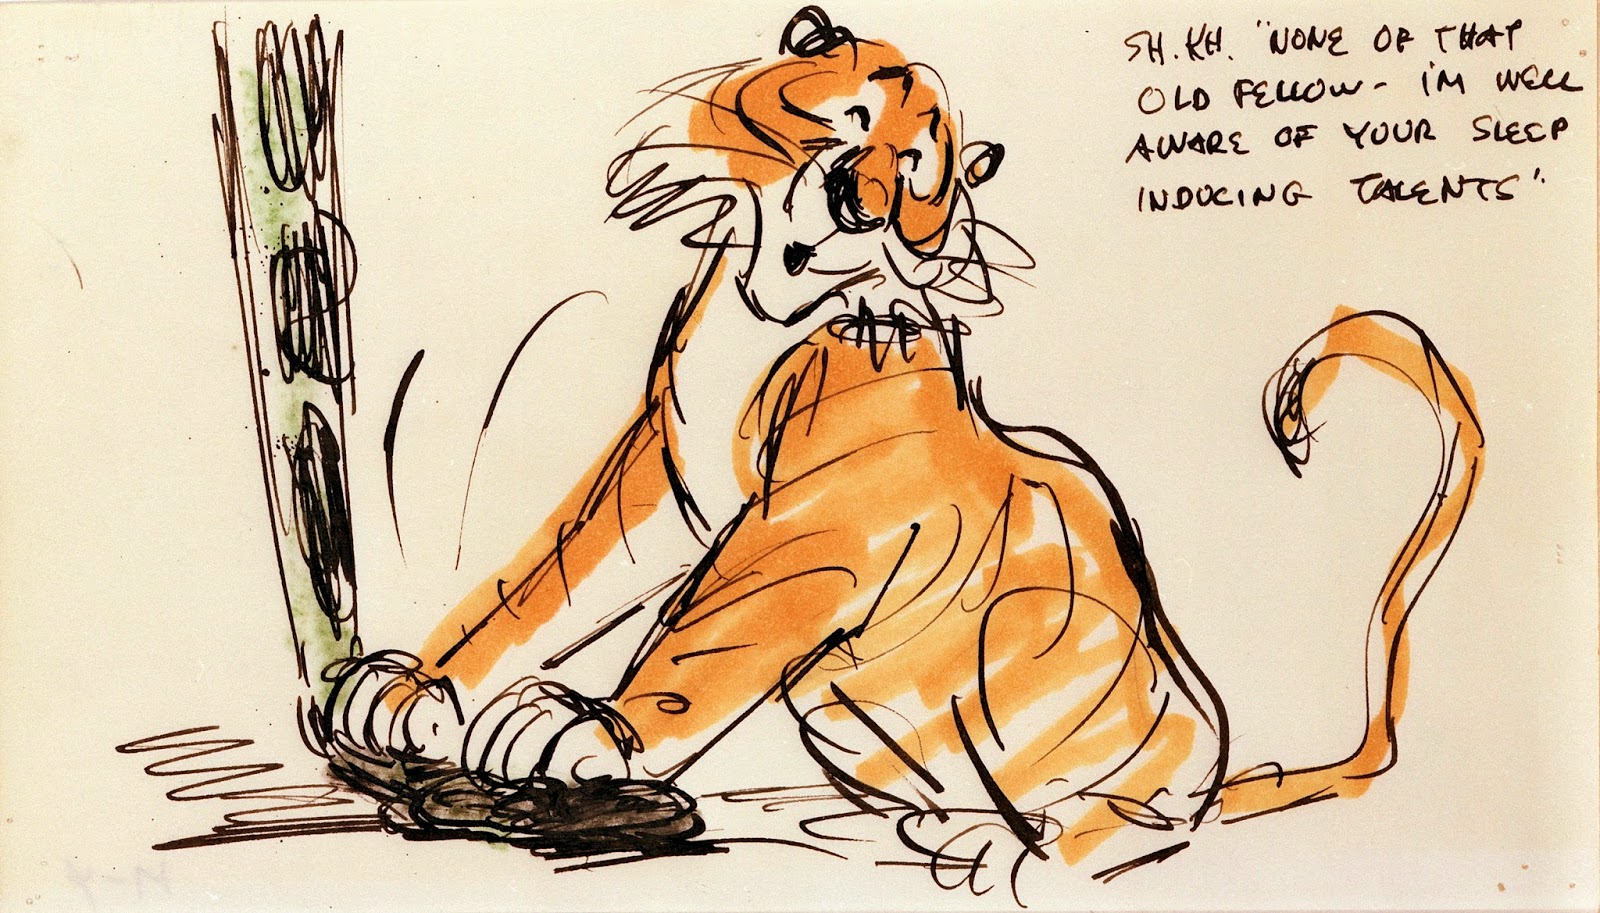 SH. KH. "NONE OF THAT
OLD FELLOW - I'M WELL
AWARE OF YOUR SLEEP
INDUCING TALENTS"